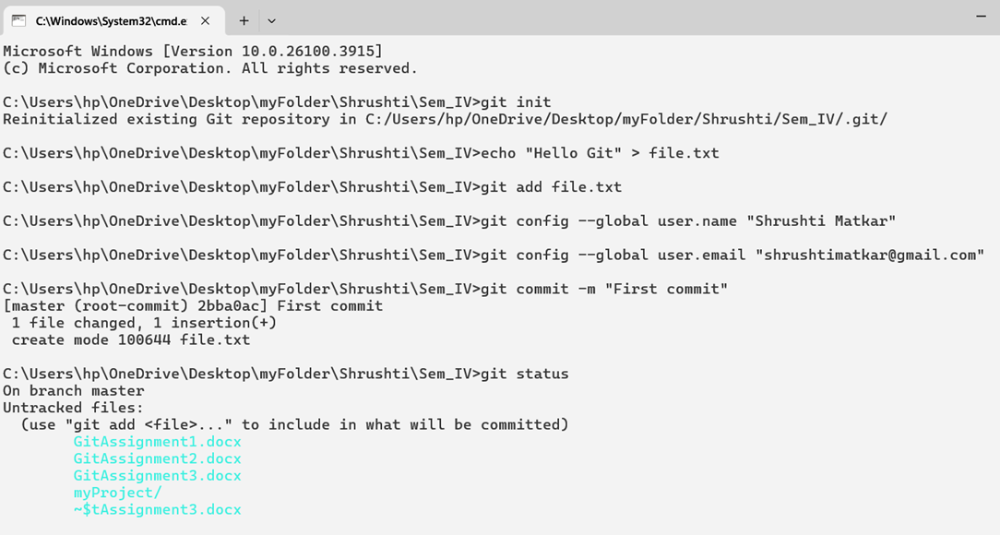 C:\Windows\System32\cmd.e
Microsoft Windows [Version 10.0.26100.3915]
(c) Microsoft Corporation. All rights reserved.
C:\Users\hp\OneDrive\Desktop\myFolder\Shrushti\Sem_IV>git init
Reinitialized existing Git repository in C:/Users/hp/OneDrive/Desktop/myFolder/Shrushti/Sem_IV/.git/
C:\Users\hp\OneDrive\Desktop\myFolder\Shrushti\Sem_IV>echo "Hello Git" > file.txt
C:\Users\hp\OneDrive\Desktop\myFolder\Shrushti\Sem_IV>git add file.txt
C:\Users\hp\OneDrive\Desktop\myFolder\Shrushti\Sem_IV>git config --global user.name "Shrushti Matkar"
C:\Users\hp\OneDrive\Desktop\myFolder\Shrushti\Sem_IV>git config --global user.email "shrushtimatkar@gmail.com"
C:\Users\hp\OneDrive\Desktop\myFolder\Shrushti\Sem_IV>git commit -m "First commit"
[master (root-commit) 2bba0ac] First commit
 1 file changed, 1 insertion(+)
 create mode 100644 file.txt
C:\Users\hp\OneDrive\Desktop\myFolder\Shrushti\Sem_IV>git status
On branch master
Untracked files:
  (use "git add <file>..." to include in what will be committed)
        GitAssignment1.docx
        GitAssignment2.docx
        GitAssignment3.docx
        myProject/
        ~$tAssignment3.docx